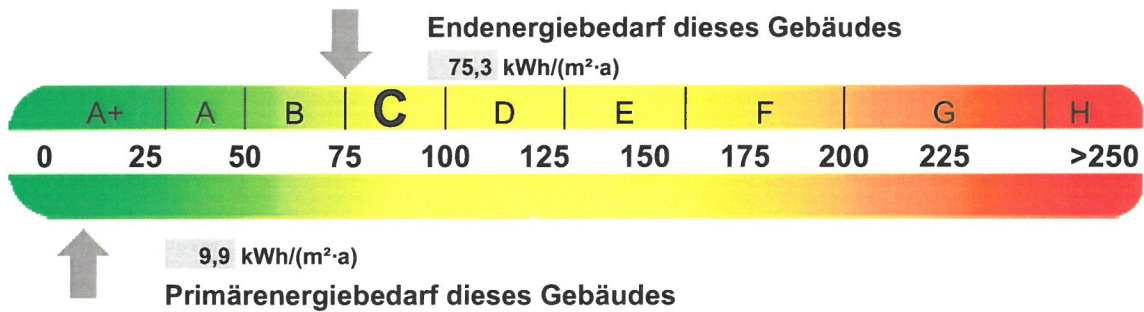 Endenergiebedarf dieses Gebäudes
75,3 kWh/(m²·a)
A+ A B C D E F G H
0 25 50 75 100 125 150 175 200 225 >250
9,9 kWh/(m²·a)
Primärenergiebedarf dieses Gebäudes